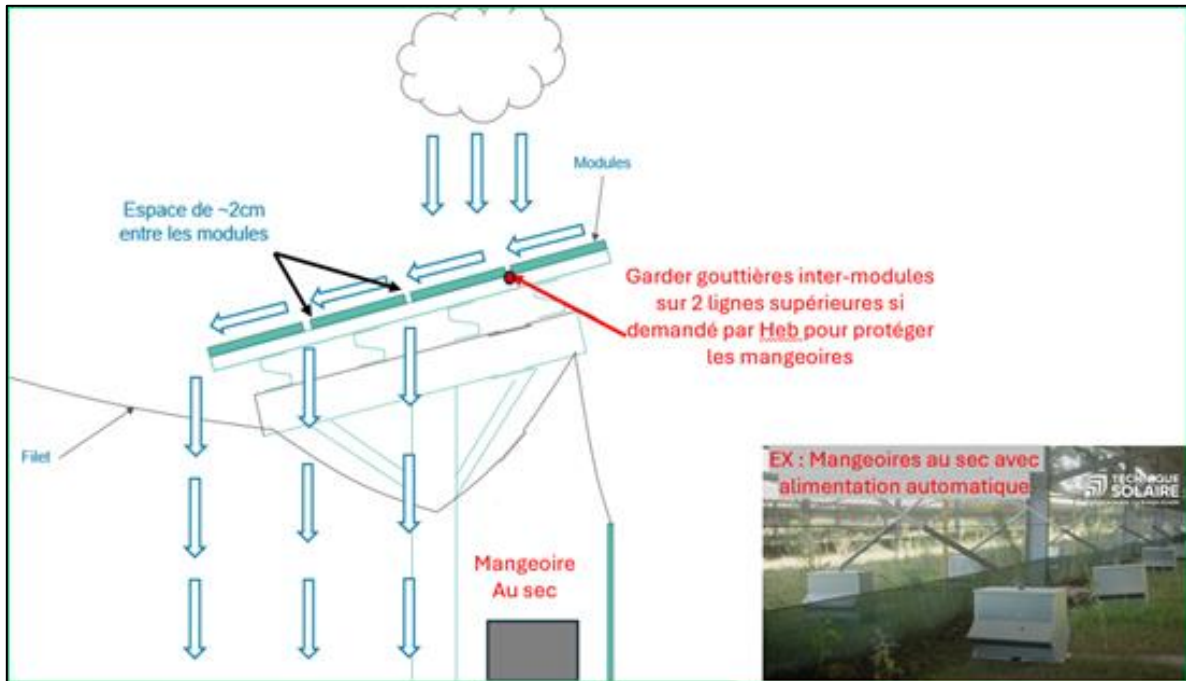 Modules
Espace de ~2cm
entre les modules
Garder gouttières inter-modules
sur 2 lignes supérieures si
demandé par Heb pour protéger
les mangeoires
Filet
EX : Mangeoires au sec avec
alimentation automatique
TECHNIQUE
SOLAIRE
Mangeoire
Au sec